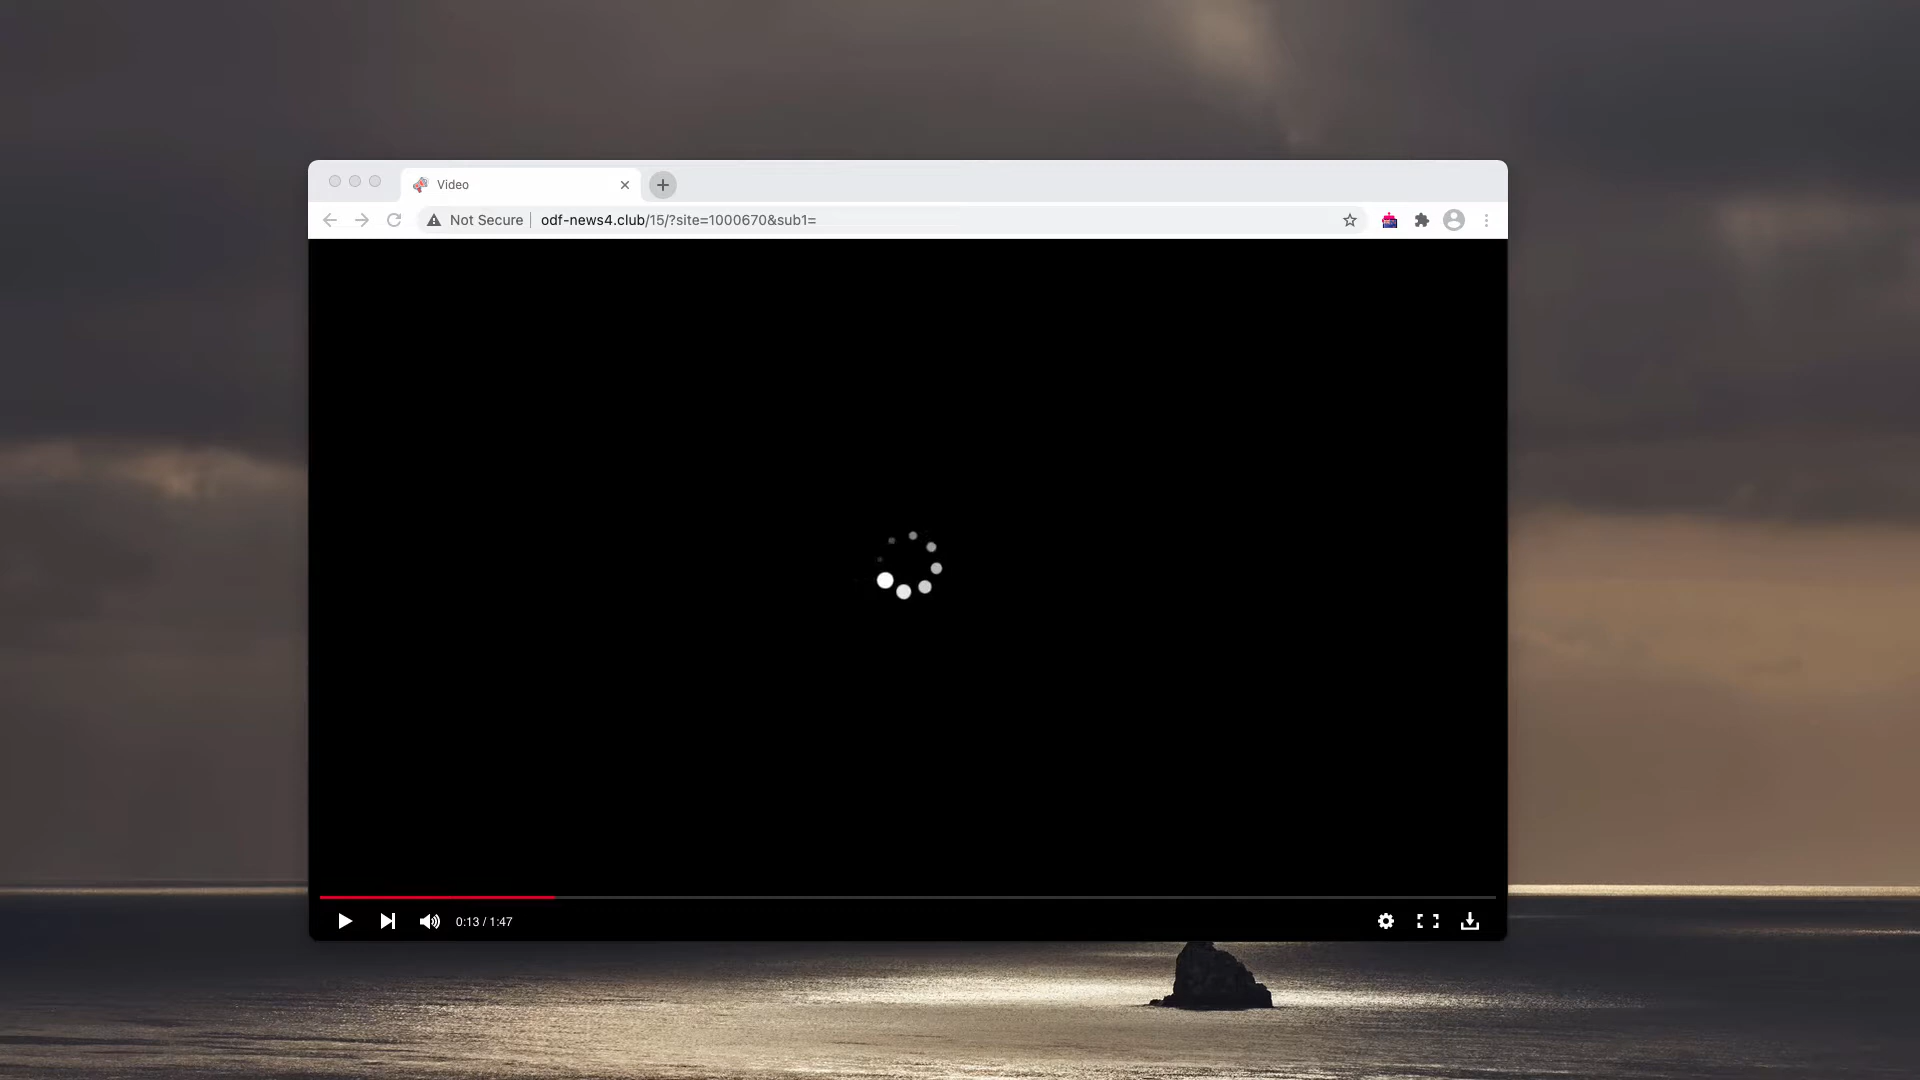 Video
Not Secure odf-news4.club/15/?site=1000670&sub1=
0:13 / 1:47